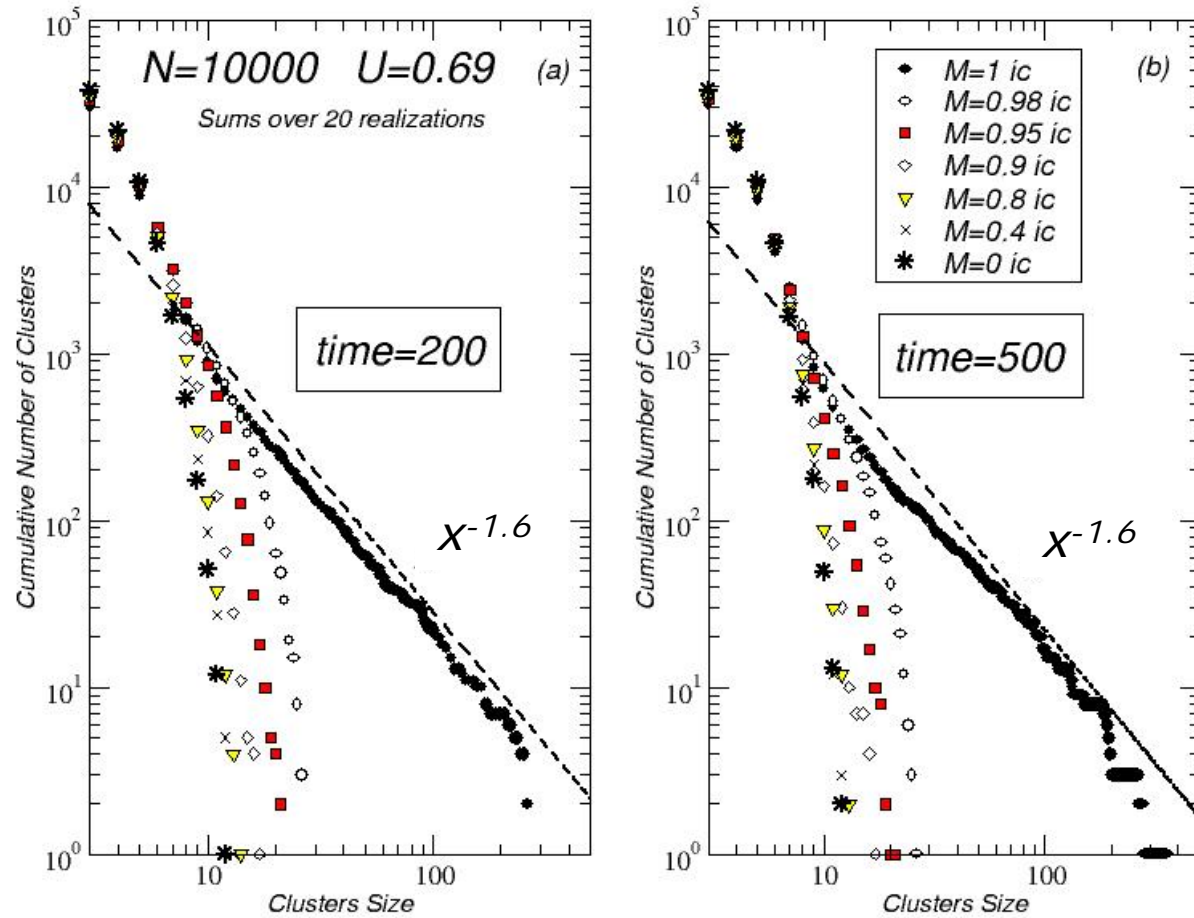 N=10000 U=0.69 (a)
Sums over 20 realizations
time=200
x^-1.6
Cumulative Number of Clusters
10^5
10^4
10^3
10^2
10^1
10^0
10 100
Clusters Size
(b)
M=1 ic
M=0.98 ic
M=0.95 ic
M=0.9 ic
M=0.8 ic
M=0.4 ic
M=0 ic
time=500
x^-1.6
Cumulative Number of Clusters
10^5
10^4
10^3
10^2
10^1
10^0
10 100
Clusters Size